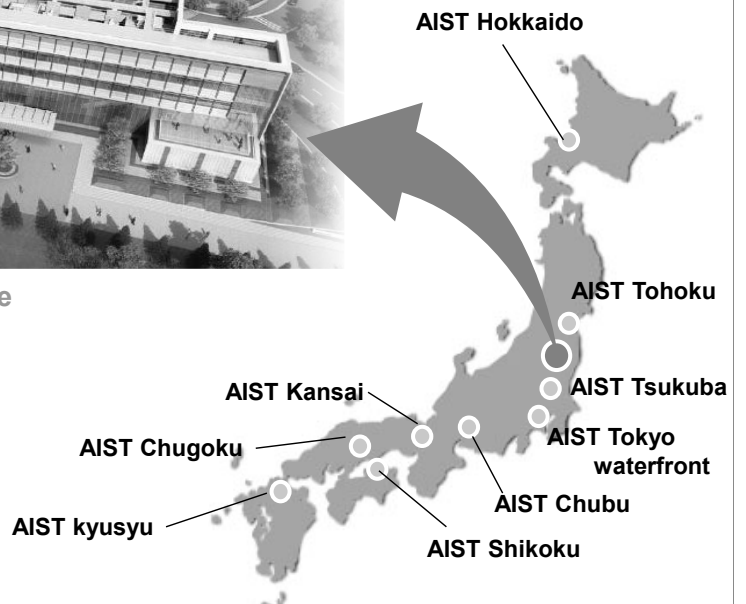 AIST Hokkaido
e
AIST Tohoku
AIST Kansai
AIST Tsukuba
AIST Chugoku
AIST Tokyo
waterfront
AIST Chubu
AIST kyusyu
AIST Shikoku